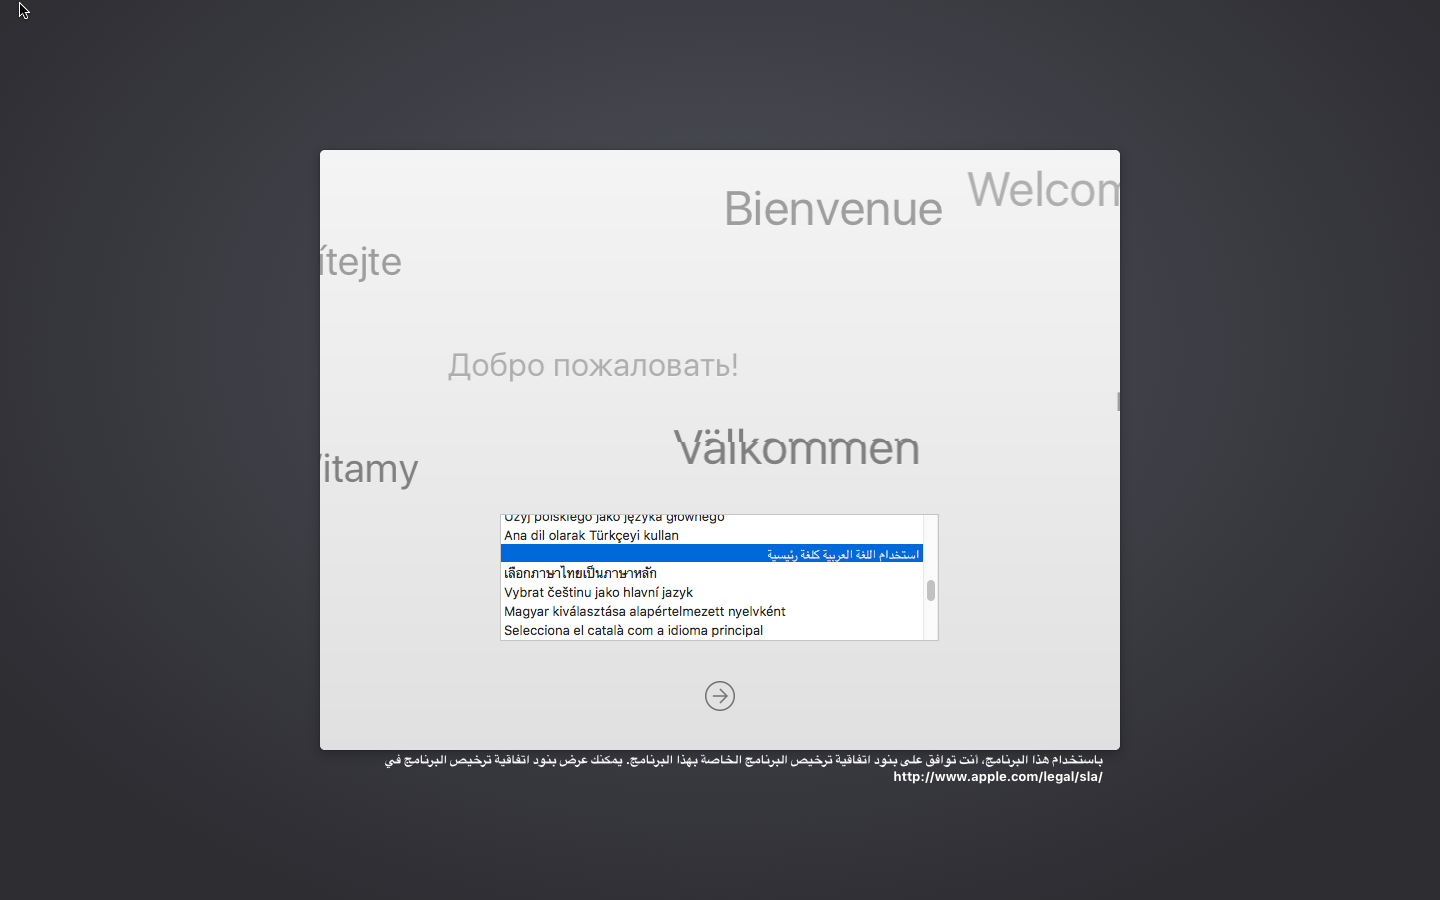 Welcom
Bienvenue
ítejte
Добро пожаловать!
Välkommen
itamy
Użyj polskiego jako języka głównego
Ana dil olarak Türkçeyi kullan
استخدام اللغة العربية كلغة رئيسية
เลือกภาษาไทยเป็นภาษาหลัก
Vybrat češtinu jako hlavní jazyk
Magyar kiválasztása alapértelmezett nyelvként
Selecciona el català com a idioma principal
باستخدام هذا البرنامج، أنت توافق على بنود اتفاقية ترخيص البرنامج الخاصة بهذا البرنامج. يمكنك عرض بنود اتفاقية ترخيص البرنامج في
http://www.apple.com/legal/sla/